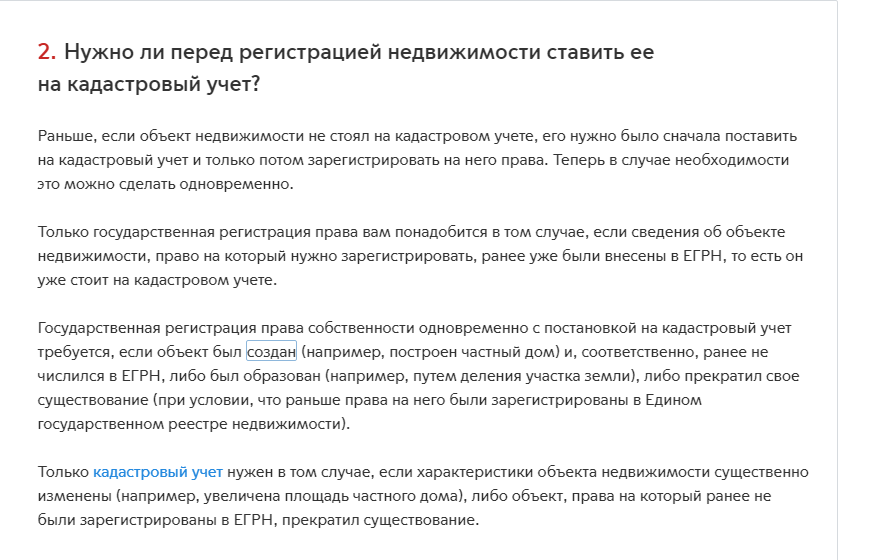 2. Нужно ли перед регистрацией недвижимости ставить ее
на кадастровый учет?
Раньше, если объект недвижимости не стоял на кадастровом учете, его нужно было сначала поставить
на кадастровый учет и только потом зарегистрировать на него права. Теперь в случае необходимости
это можно сделать одновременно.
Только государственная регистрация права вам понадобится в том случае, если сведения об объекте
недвижимости, право на который нужно зарегистрировать, ранее уже были внесены в ЕГРН, то есть он
уже стоит на кадастровом учете.
Государственная регистрация права собственности одновременно с постановкой на кадастровый учет
требуется, если объект был создан (например, построен частный дом) и, соответственно, ранее не
числился в ЕГРН, либо был образован (например, путем деления участка земли), либо прекратил свое
существование (при условии, что раньше права на него были зарегистрированы в Едином
государственном реестре недвижимости).
Только кадастровый учет нужен в том случае, если характеристики объекта недвижимости существенно
изменены (например, увеличена площадь частного дома), либо объект, права на который ранее не
были зарегистрированы в ЕГРН, прекратил существование.